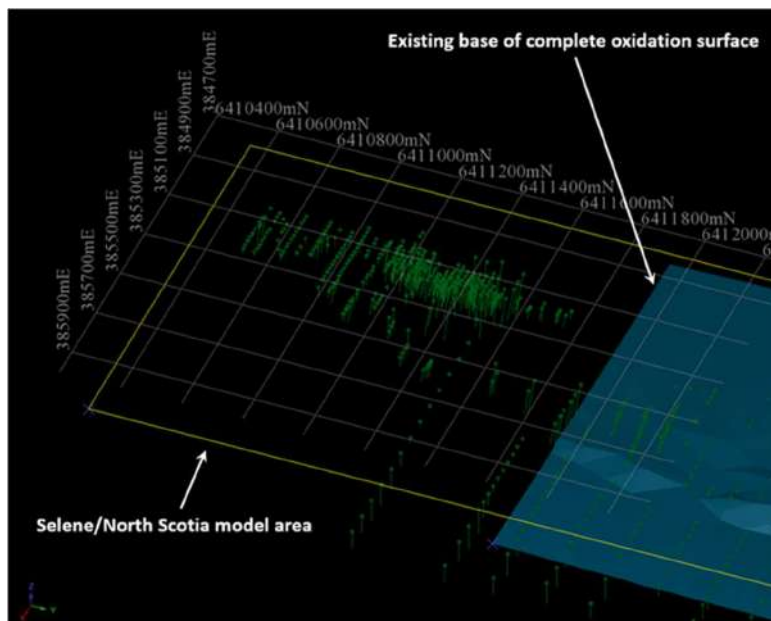 Existing base of complete oxidation surface
384700mE
384900mE
385100mE
385300mE
385500mE
385700mE
385900mE
6410400mN
6410600mN
6410800mN
6411000mN
6411200mN
6411400mN
6411600mN
6411800mN
6412000mN
Selene/North Scotia model area